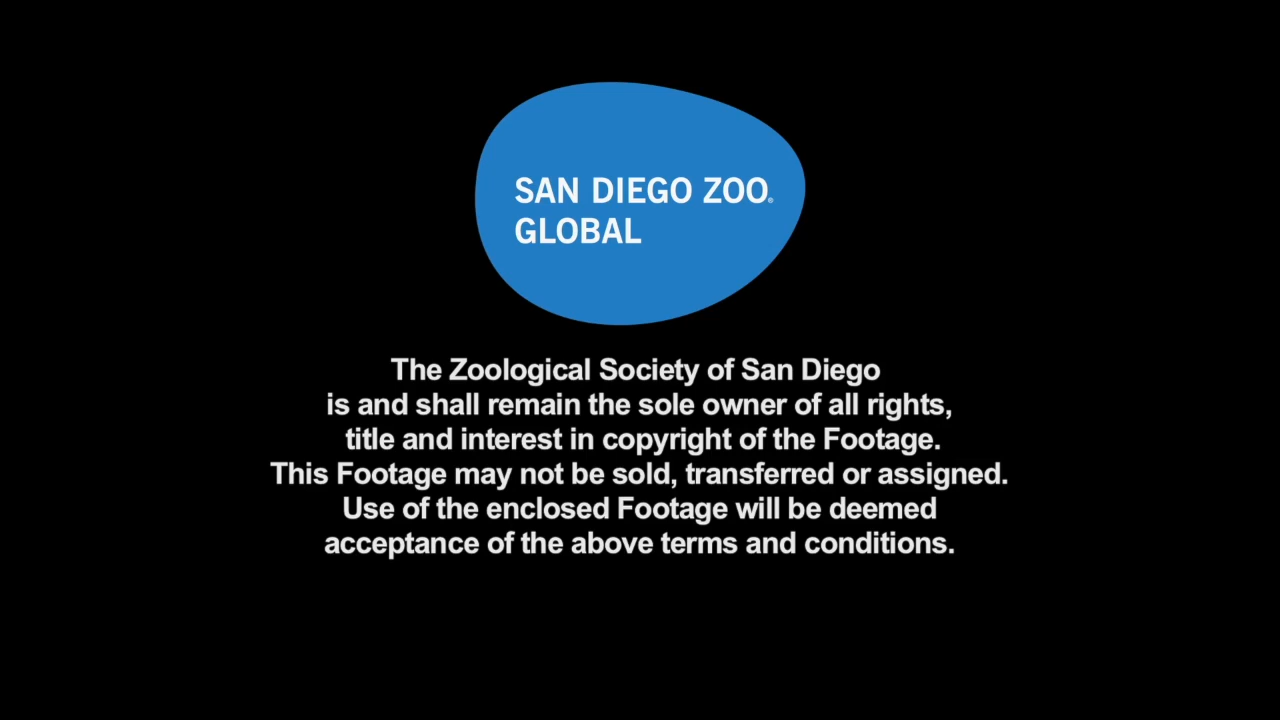 SAN DIEGO ZOO®
GLOBAL
The Zoological Society of San Diego
is and shall remain the sole owner of all rights,
title and interest in copyright of the Footage.
This Footage may not be sold, transferred or assigned.
Use of the enclosed Footage will be deemed
acceptance of the above terms and conditions.